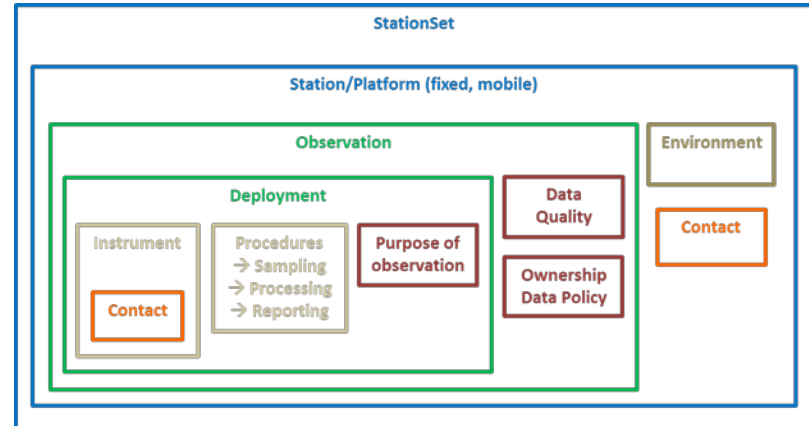 StationSet
Station/Platform (fixed, mobile)
Observation
Environment
Deployment
Data
Quality
Instrument
Procedures
→ Sampling
→ Processing
→ Reporting
Purpose of
observation
Contact
Ownership
Data Policy
Contact